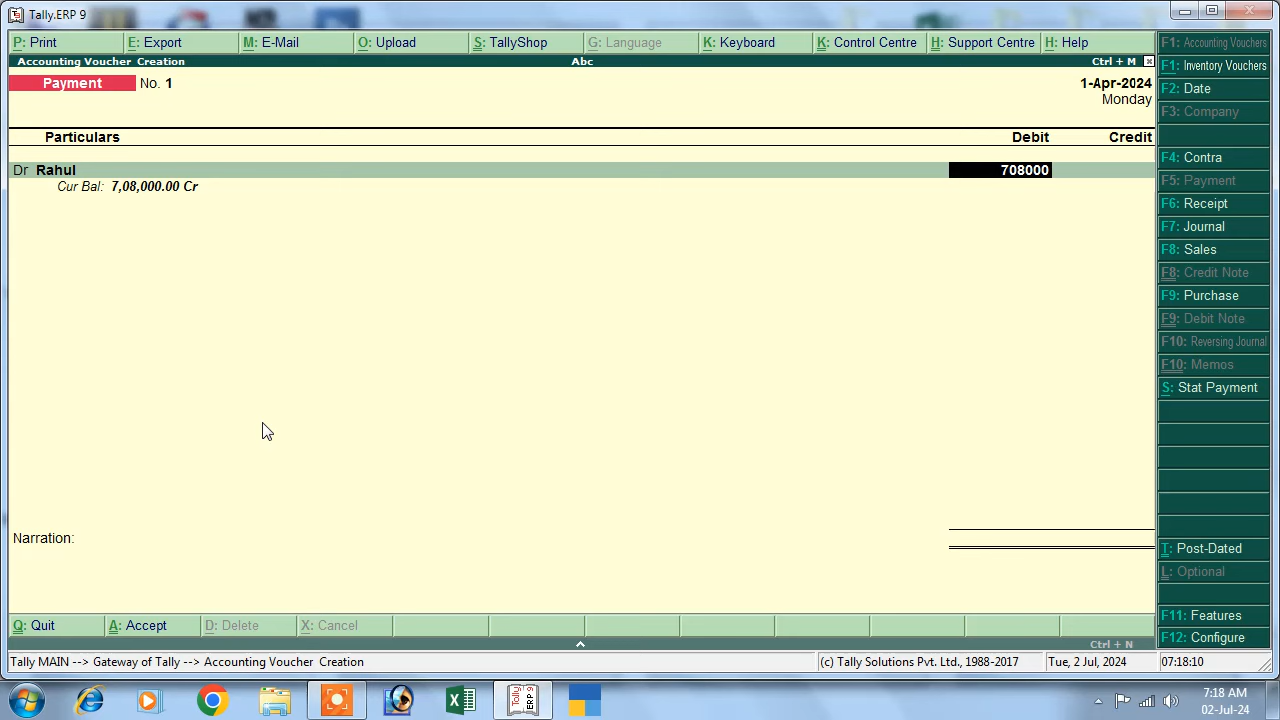 Tally.ERP 9
P: Print E: Export M: E-Mail O: Upload S: TallyShop G: Language K: Keyboard K: Control Centre H: Support Centre H: Help
Accounting Voucher Creation Abc Ctrl + M
Payment No. 1 1-Apr-2024
Monday
Particulars Debit Credit
Dr Rahul 708000
Cur Bal: 7,08,000.00 Cr
Narration:
Q: Quit A: Accept D: Delete X: Cancel
Ctrl + N
F1: Accounting Vouchers
F1: Inventory Vouchers
F2: Date
F3: Company
F4: Contra
F5: Payment
F6: Receipt
F7: Journal
F8: Sales
F8: Credit Note
F9: Purchase
F9: Debit Note
F10: Reversing Journal
F10: Memos
S: Stat Payment
T: Post-Dated
L: Optional
F11: Features
F12: Configure
Tally MAIN --> Gateway of Tally --> Accounting Voucher Creation (c) Tally Solutions Pvt. Ltd., 1988-2017 Tue, 2 Jul, 2024 07:18:10
Tally ERP 9
7:18 AM
02-Jul-24